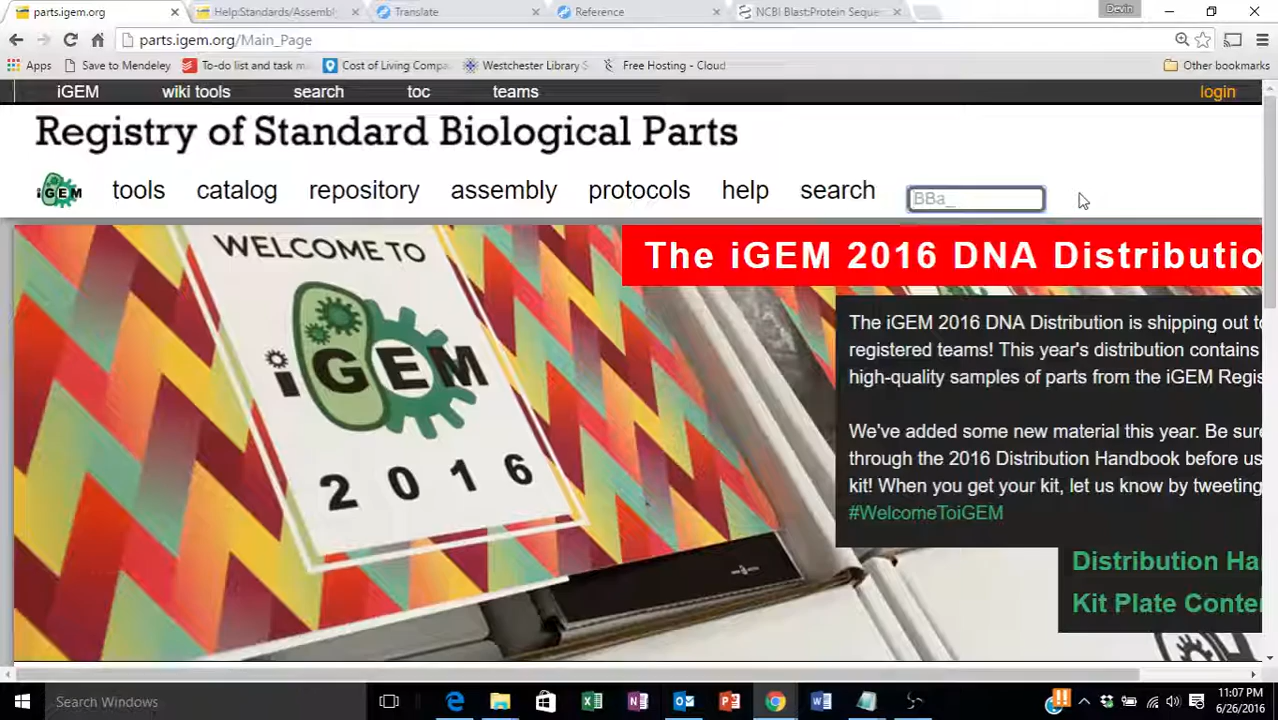 parts.igem.org
Help:Standards/Assembl
Translate
Reference
NCBI Blast:Protein Seque
Devin
parts.igem.org/Main_Page
Apps
Save to Mendeley
To-do list and task m
Cost of Living Compa
Westchester Library S
Free Hosting - Cloud
Other bookmarks
iGEM
wiki tools
search
toc
teams
login
Registry of Standard Biological Parts
iGEM
tools
catalog
repository
assembly
protocols
help
search
BBa_
WELCOME TO
iGEM
2016
The iGEM 2016 DNA Distributio
The iGEM 2016 DNA Distribution is shipping out to
registered teams! This year's distribution contains
high-quality samples of parts from the iGEM Regis
We've added some new material this year. Be sure
through the 2016 Distribution Handbook before us
kit! When you get your kit, let us know by tweeting
#WelcomeToiGEM
Distribution Ha
Kit Plate Conte
Search Windows
11:07 PM
6/26/2016